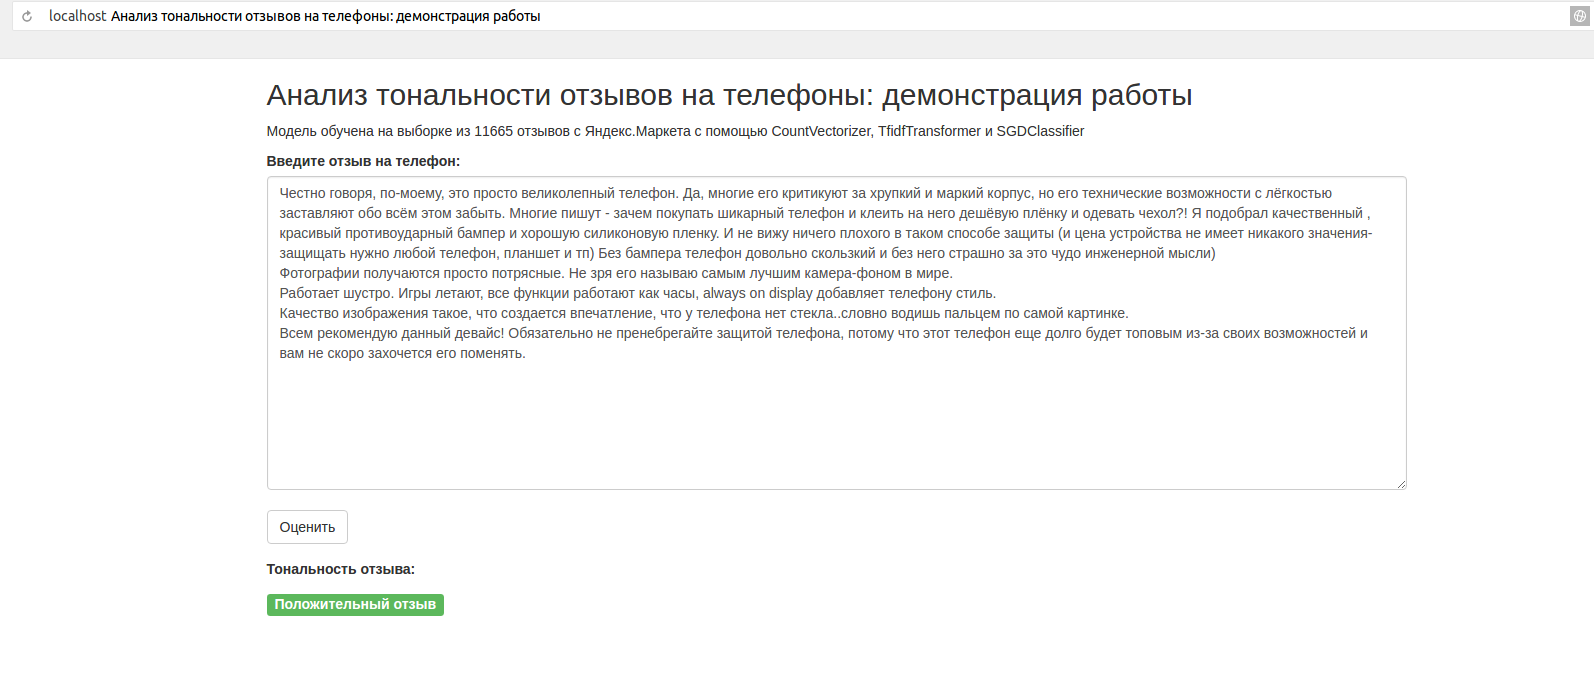 localhost Анализ тональности отзывов на телефоны: демонстрация работы
Анализ тональности отзывов на телефоны: демонстрация работы
Модель обучена на выборке из 11665 отзывов с Яндекс.Маркета с помощью CountVectorizer, TfidfTransformer и SGDClassifier
Введите отзыв на телефон:
Честно говоря, по-моему, это просто великолепный телефон. Да, многие его критикуют за хрупкий и маркий корпус, но его технические возможности с лёгкостью
заставляют обо всём этом забыть. Многие пишут - зачем покупать шикарный телефон и клеить на него дешёвую плёнку и одевать чехол?! Я подобрал качественный ,
красивый противоударный бампер и хорошую силиконовую пленку. И не вижу ничего плохого в таком способе защиты (и цена устройства не имеет никакого значения-
защищать нужно любой телефон, планшет и тп) Без бампера телефон довольно скользкий и без него страшно за это чудо инженерной мысли)
Фотографии получаются просто потрясные. Не зря его называю самым лучшим камера-фоном в мире.
Работает шустро. Игры летают, все функции работают как часы, always on display добавляет телефону стиль.
Качество изображения такое, что создается впечатление, что у телефона нет стекла..словно водишь пальцем по самой картинке.
Всем рекомендую данный девайс! Обязательно не пренебрегайте защитой телефона, потому что этот телефон еще долго будет топовым из-за своих возможностей и
вам не скоро захочется его поменять.
Оценить
Тональность отзыва:
Положительный отзыв